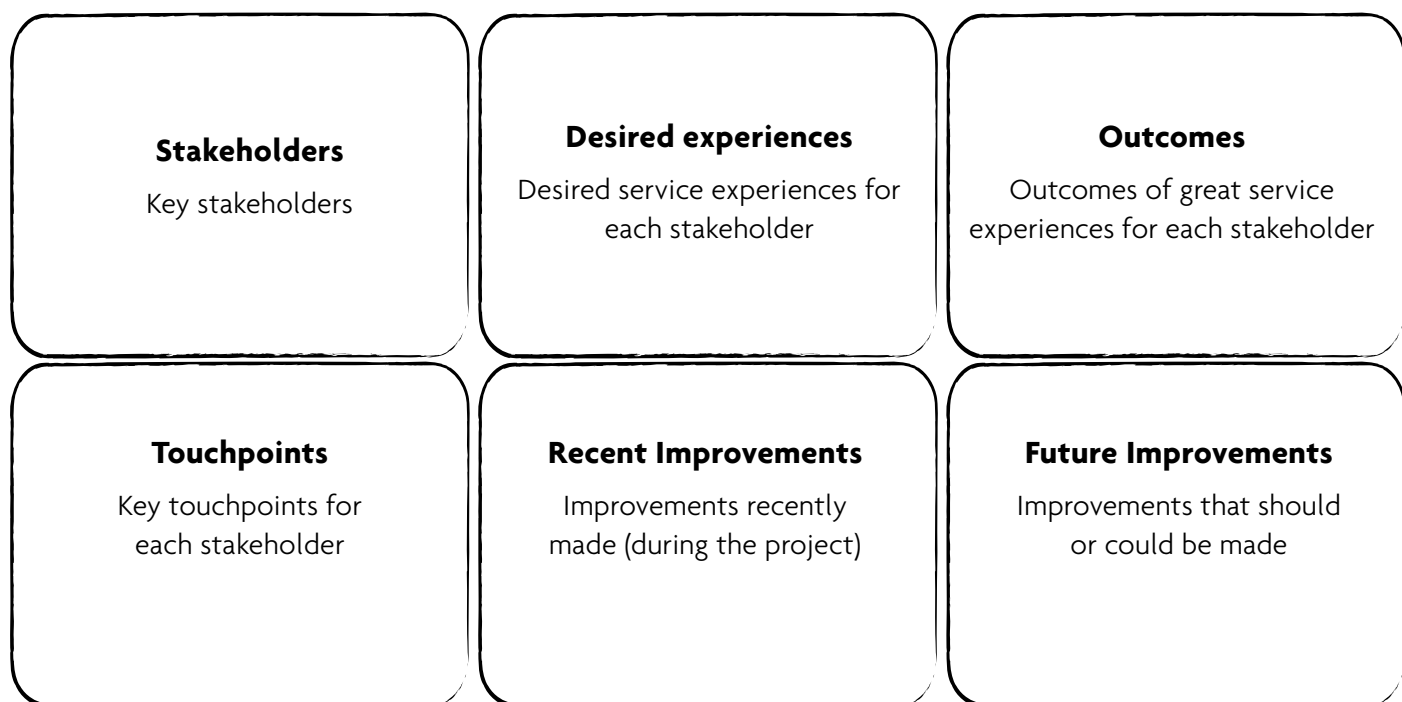 Stakeholders
Key stakeholders
Desired experiences
Desired service experiences for
each stakeholder
Outcomes
Outcomes of great service
experiences for each stakeholder
Touchpoints
Key touchpoints for
each stakeholder
Recent Improvements
Improvements recently
made (during the project)
Future Improvements
Improvements that should
or could be made